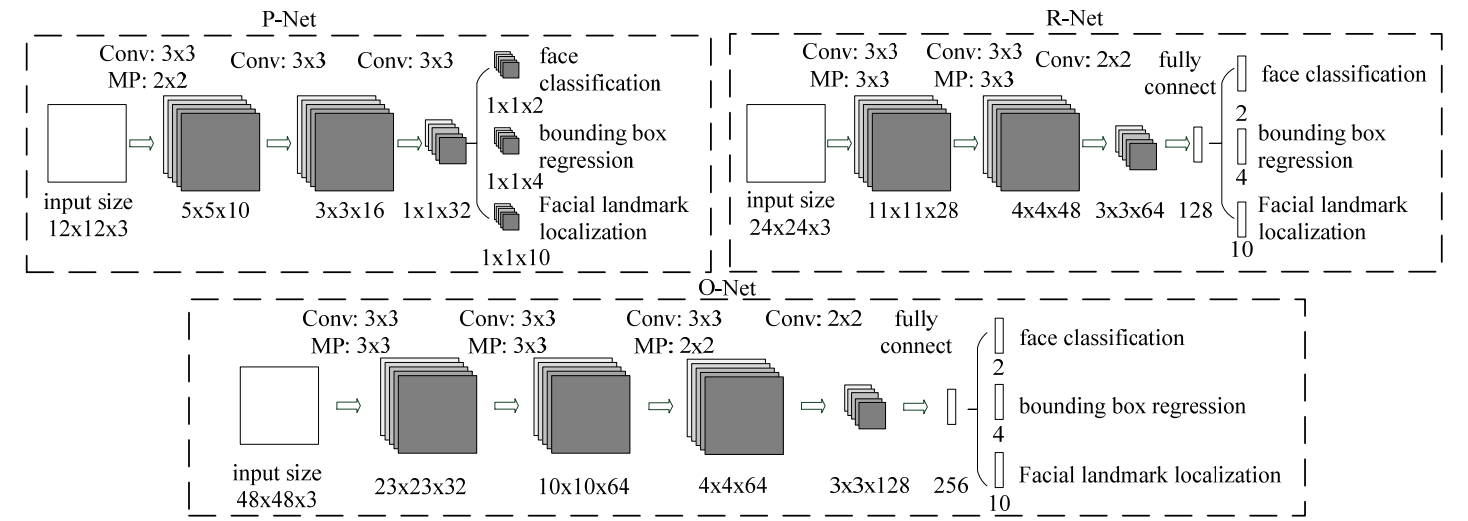 P-Net
Conv: 3x3
MP: 2x2
Conv: 3x3
Conv: 3x3
face
classification
1x1x2
bounding box
regression
1x1x4
Facial landmark
localization
1x1x10
input size
12x12x3
5x5x10
3x3x16
1x1x32
R-Net
Conv: 3x3
MP: 3x3
Conv: 3x3
MP: 3x3
Conv: 2x2
fully
connect
face classification
2
bounding box
regression
4
Facial landmark
localization
10
input size
24x24x3
11x11x28
4x4x48
3x3x64
128
O-Net
Conv: 3x3
MP: 3x3
Conv: 3x3
MP: 3x3
Conv: 3x3
MP: 2x2
Conv: 2x2
fully
connect
face classification
2
bounding box regression
4
Facial landmark localization
10
input size
48x48x3
23x23x32
10x10x64
4x4x64
3x3x128
256